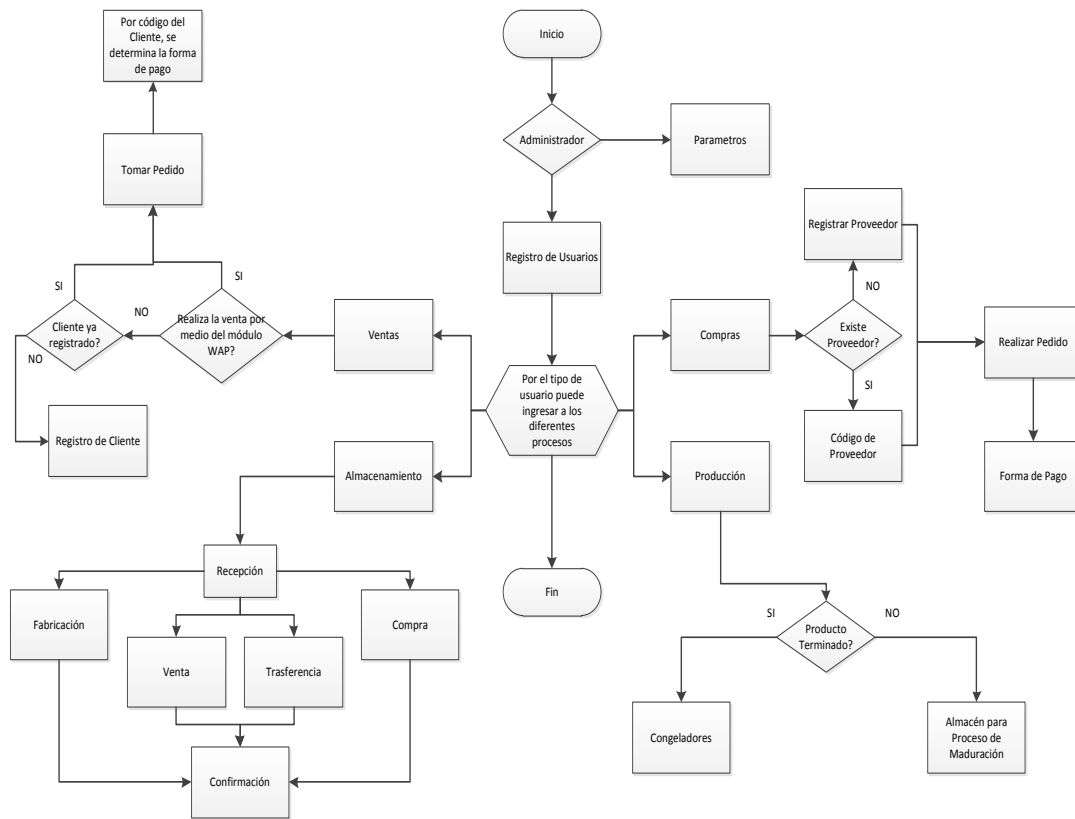 Por código del
Cliente, se
determina la forma
de pago
Inicio
Tomar Pedido
Administrador
Parametros
Registrar Proveedor
Registro de Usuarios
SI
SI
NO
NO
Cliente ya
registrado?
Realiza la venta por
medio del módulo
WAP?
Ventas
Compras
Existe
Proveedor?
Realizar Pedido
NO
SI
Por el tipo de
usuario puede
ingresar a los
diferentes
procesos
Registro de Cliente
Código de
Proveedor
Almacenamiento
Producción
Forma de Pago
Recepción
Fin
Fabricación
Compra
SI
NO
Producto
Terminado?
Venta
Trasferencia
Congeladores
Almacén para
Proceso de
Maduración
Confirmación